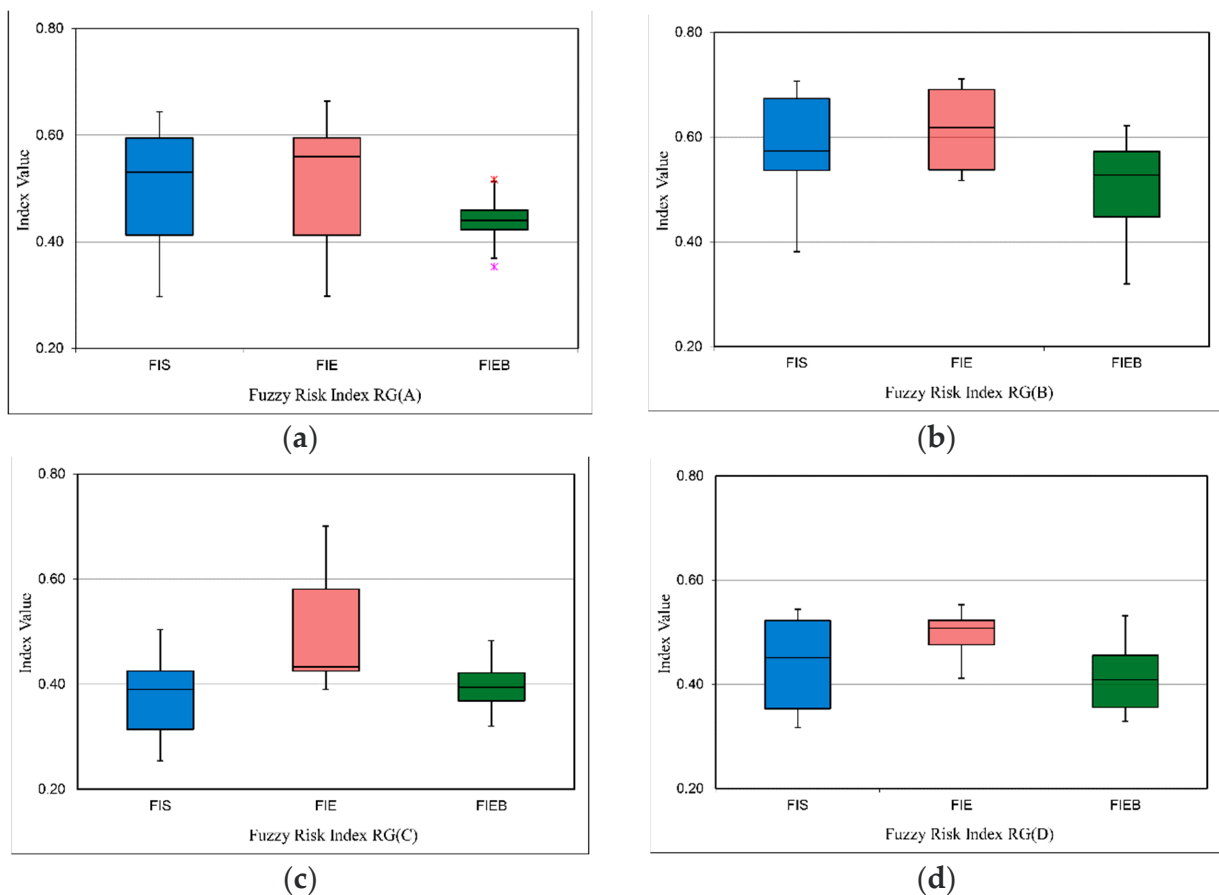 0.80
0.60
0.40
0.20
Index Value
FIS FIE FIEB
Fuzzy Risk Index RG(A)
(a)
0.80
0.60
0.40
0.20
Index Value
FIS FIE FIEB
Fuzzy Risk Index RG(B)
(b)
0.80
0.60
0.40
0.20
Index Value
FIS FIE FIEB
Fuzzy Risk Index RG(C)
(c)
0.80
0.60
0.40
0.20
Index Value
FIS FIE FIEB
Fuzzy Risk Index RG(D)
(d)